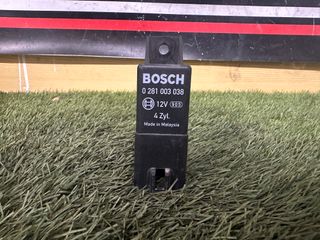 BOSCH
0 281 003 038
12V
4 Zyl.
Made in Malaysia